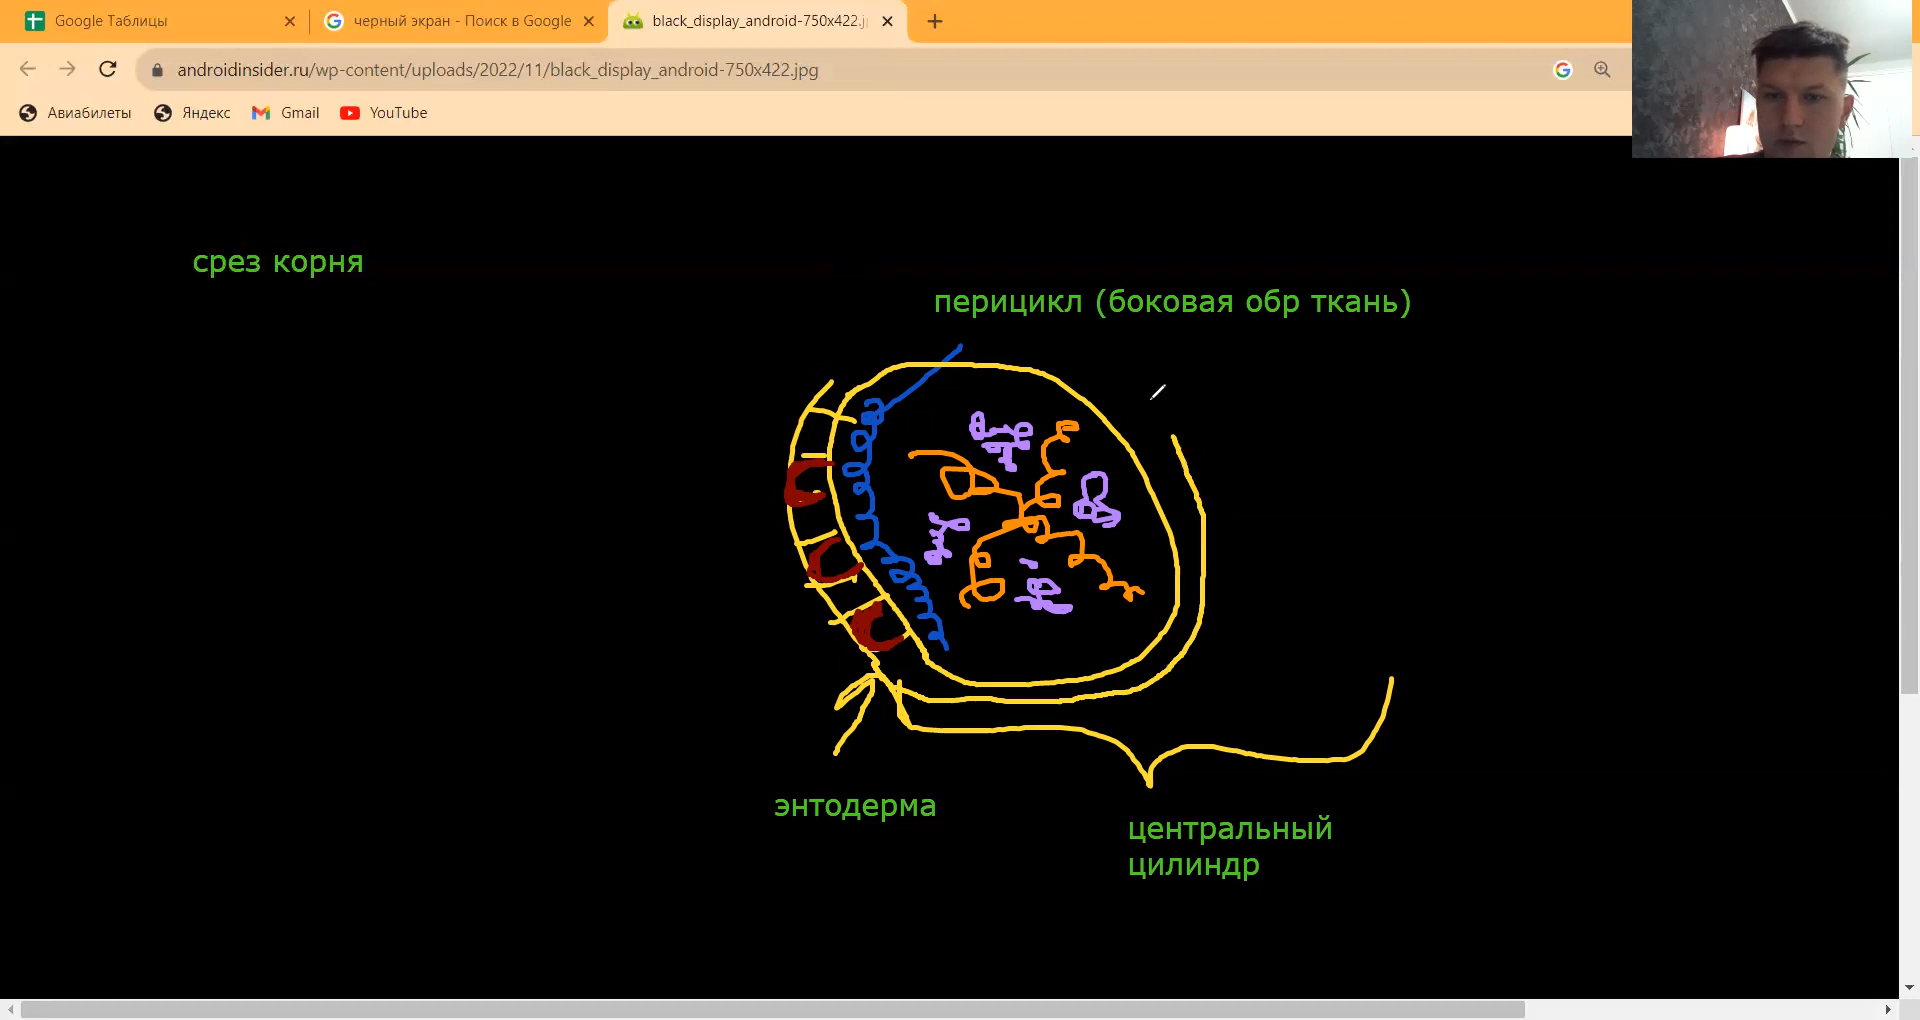 Google Таблицы
черный экран - Поиск в Google
black_display_android-750x422.j
androidinsider.ru/wp-content/uploads/2022/11/black_display_android-750x422.jpg
Авиабилеты
Яндекс
Gmail
YouTube
срез корня
перицикл (боковая обр ткань)
энтодерма
центральный
цилиндр